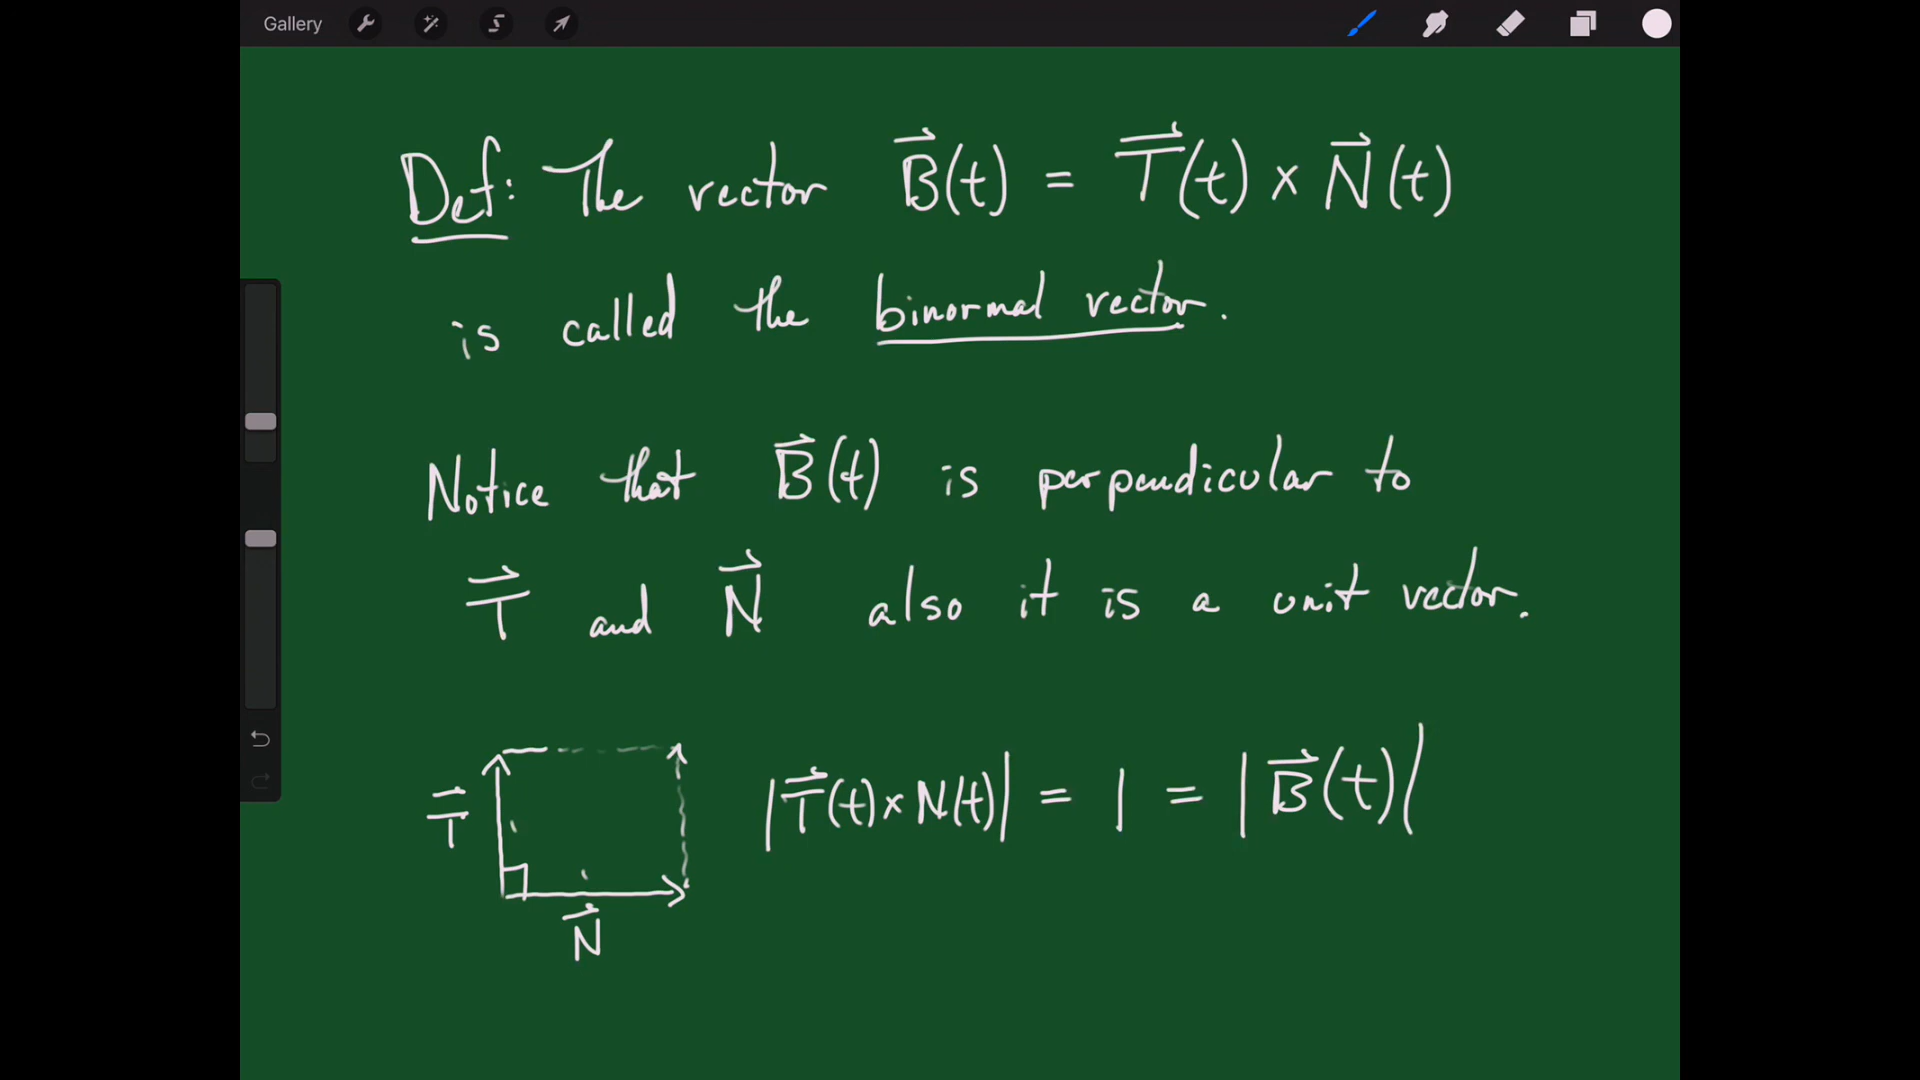 Gallery
Def: The vector B⃗(t) = T⃗(t) × N⃗(t)
is called the binormal vector.
Notice that B⃗(t) is perpendicular to
T⃗ and N⃗ also it is a unit vector.
T⃗
|T⃗(t) × N(t)| = 1 = |B⃗(t)|
N⃗